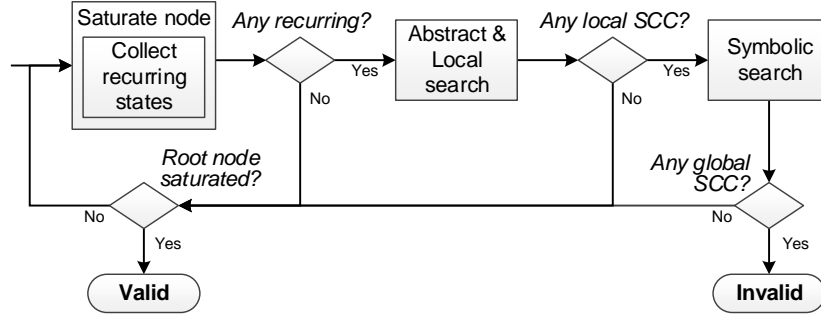 Saturate node
Collect
recurring
states
Any recurring?
Yes
No
Abstract &
Local
search
Any local SCC?
Yes
No
Symbolic
search
Root node
saturated?
No
Yes
Valid
Any global
SCC?
No
Yes
Invalid